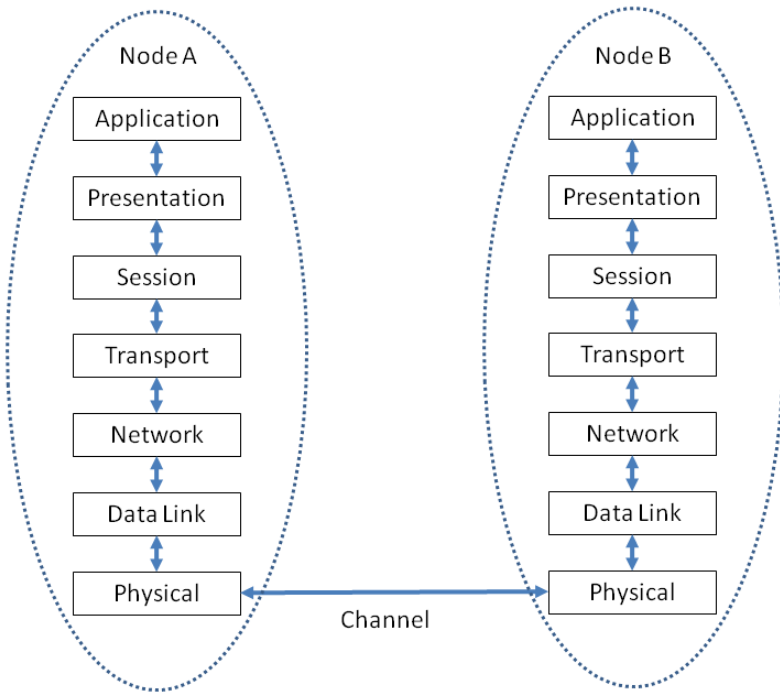 Node A
Application
Presentation
Session
Transport
Network
Data Link
Physical
Node B
Application
Presentation
Session
Transport
Network
Data Link
Physical
Channel